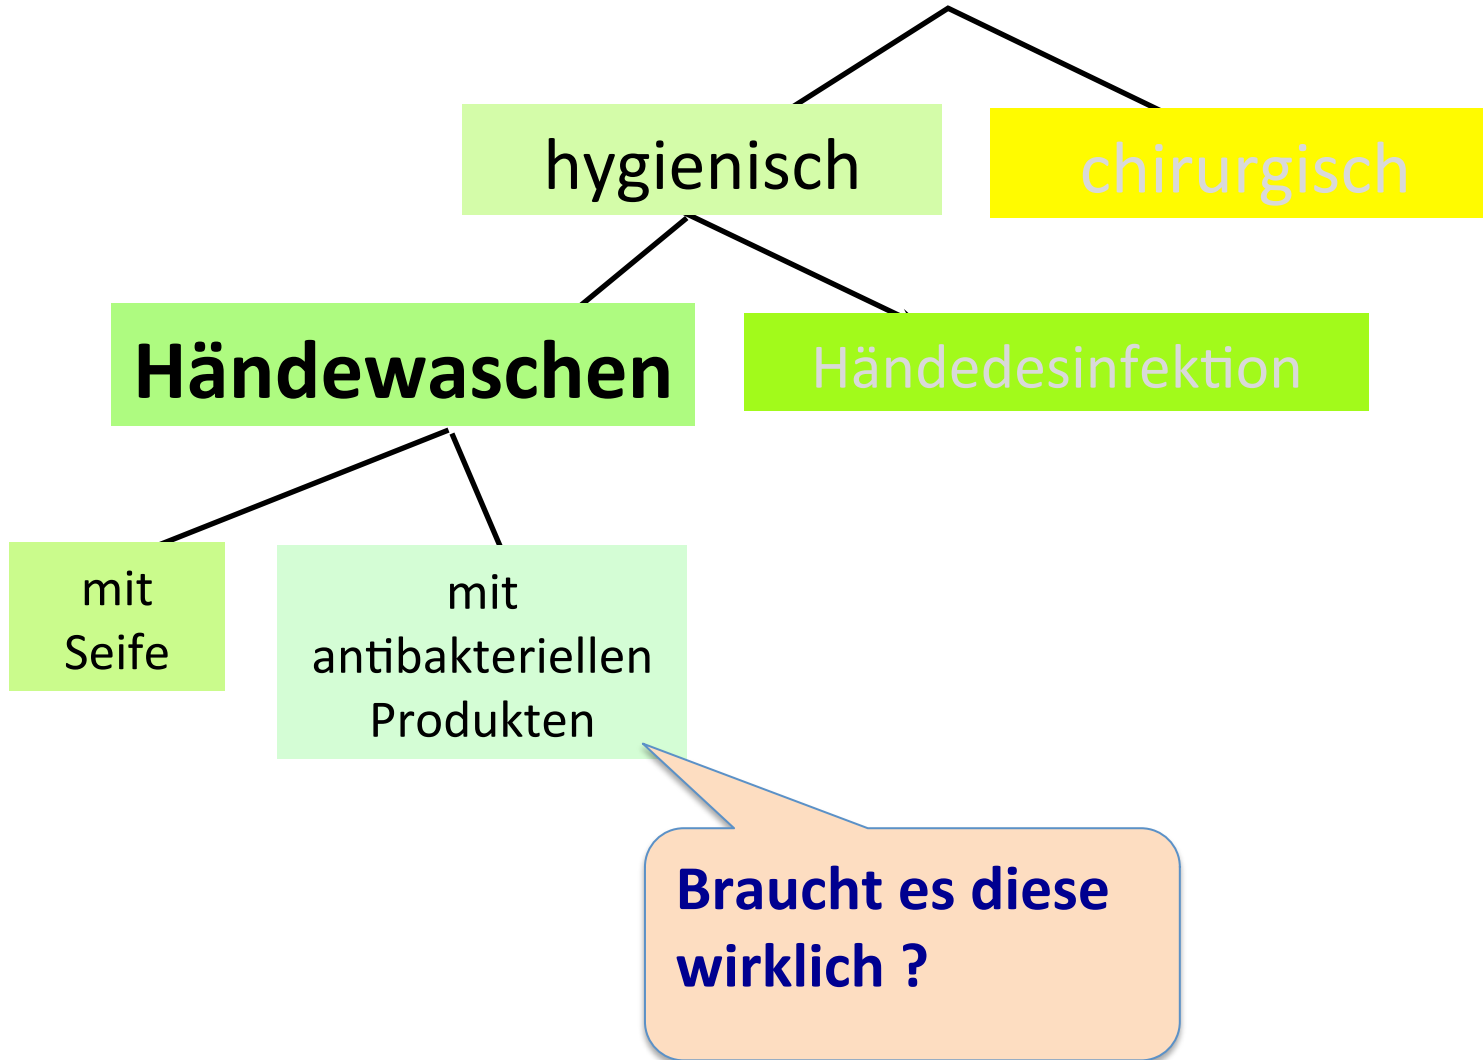 hygienisch
chirurgisch
Händewaschen
Händedesinfektion
mit
Seife
mit
antibakteriellen
Produkten
Braucht es diese
wirklich ?